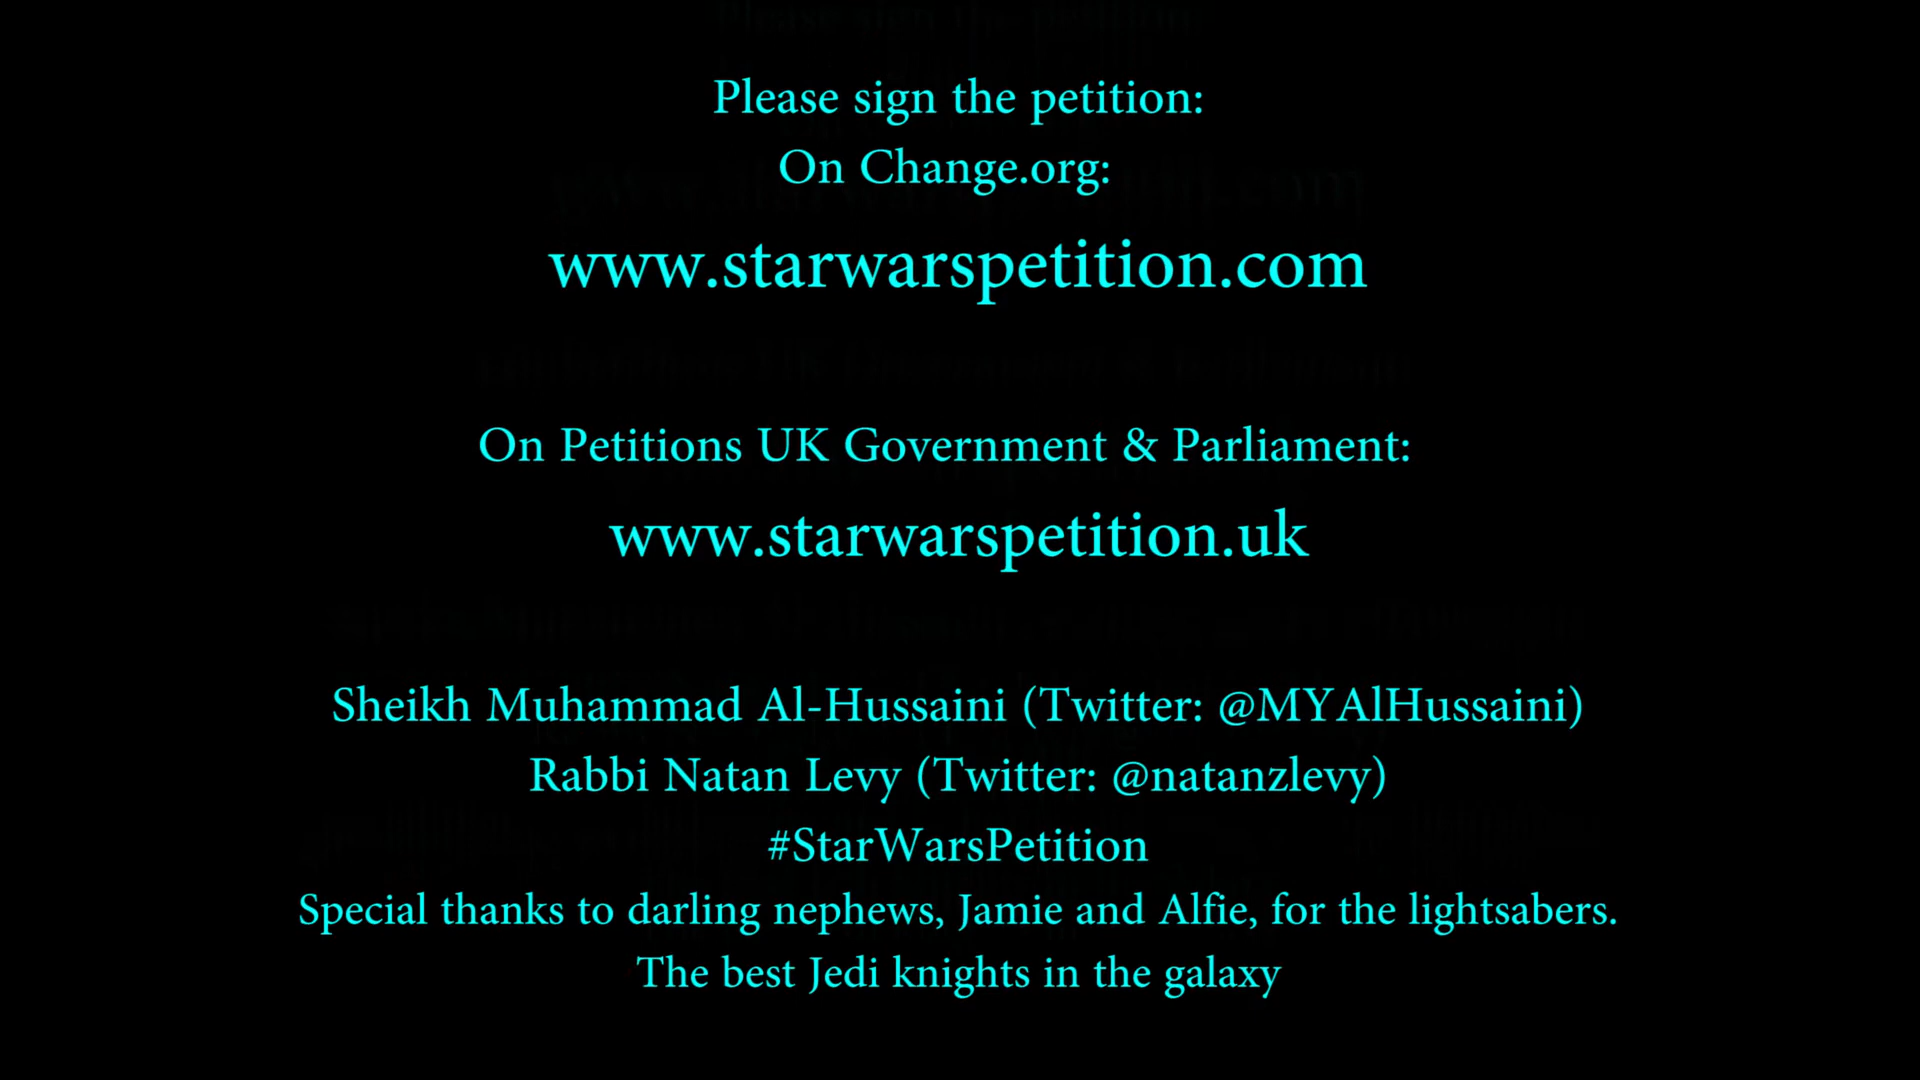 Please sign the petition:
On Change.org:
www.starwarspetition.com
On Petitions UK Government & Parliament:
www.starwarspetition.uk
Sheikh Muhammad Al-Hussaini (Twitter: @MYAlHussaini)
Rabbi Natan Levy (Twitter: @natanzlevy)
#StarWarsPetition
Special thanks to darling nephews, Jamie and Alfie, for the lightsabers.
The best Jedi knights in the galaxy